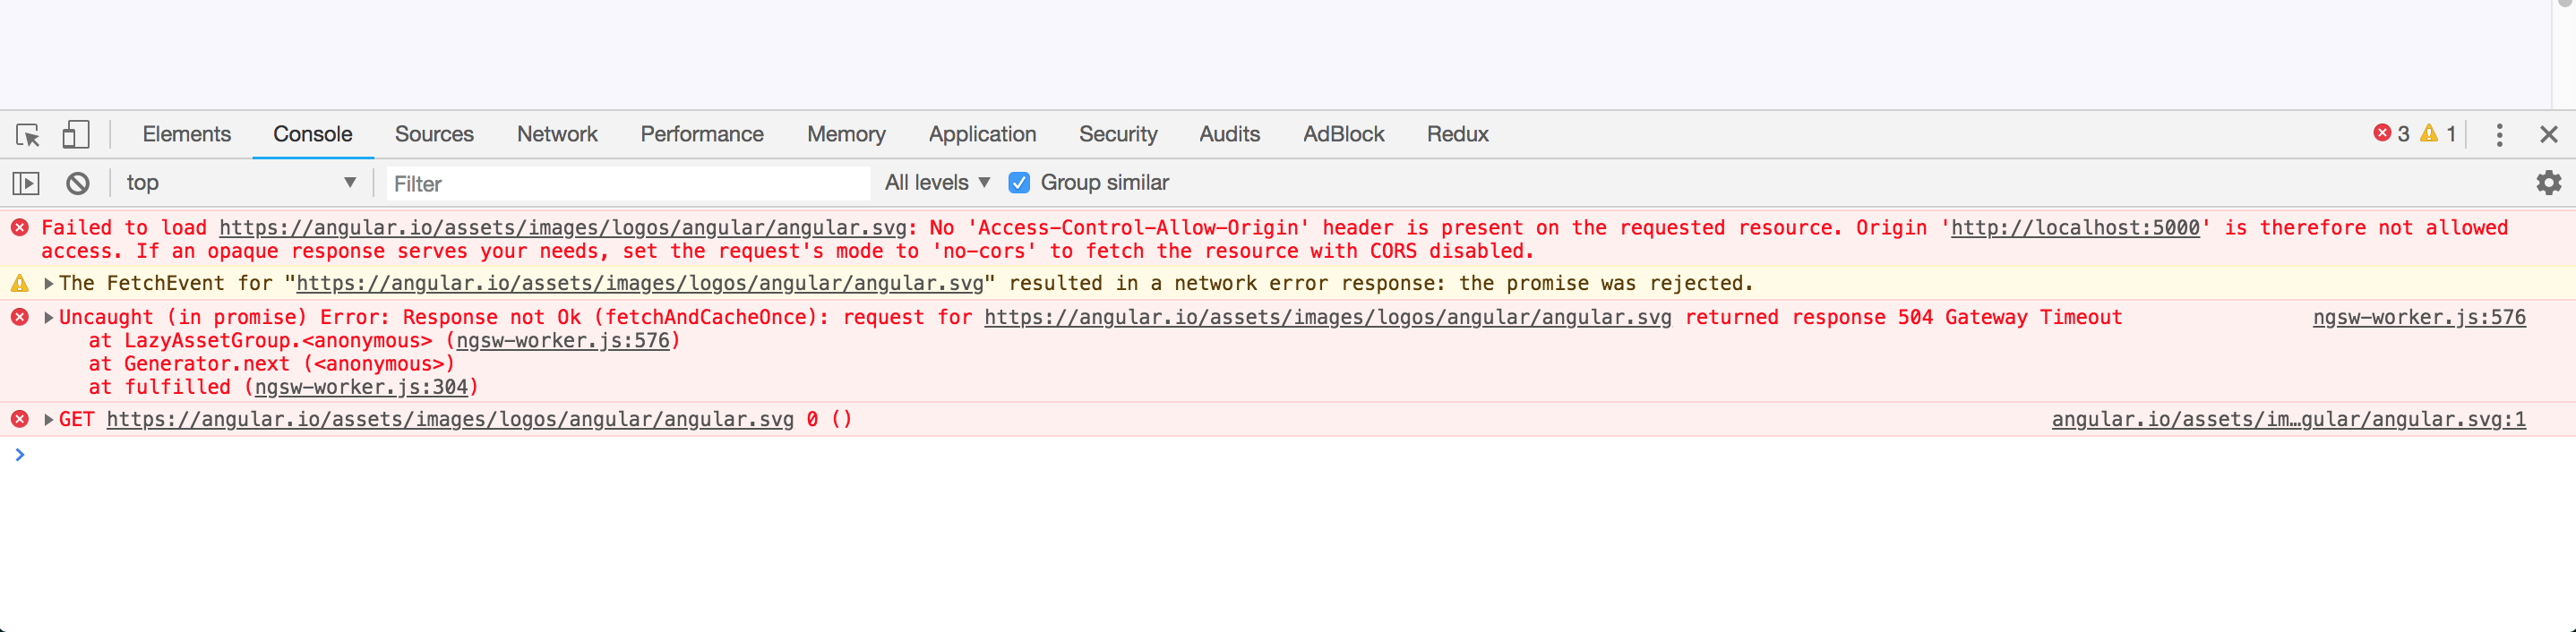 Elements Console Sources Network Performance Memory Application Security Audits AdBlock Redux 3 1
top Filter All levels Group similar
Failed to load https://angular.io/assets/images/logos/angular/angular.svg: No 'Access-Control-Allow-Origin' header is present on the requested resource. Origin 'http://localhost:5000' is therefore not allowed
access. If an opaque response serves your needs, set the request's mode to 'no-cors' to fetch the resource with CORS disabled.
The FetchEvent for "https://angular.io/assets/images/logos/angular/angular.svg" resulted in a network error response: the promise was rejected.
Uncaught (in promise) Error: Response not Ok (fetchAndCacheOnce): request for https://angular.io/assets/images/logos/angular/angular.svg returned response 504 Gateway Timeout ngsw-worker.js:576
at LazyAssetGroup.<anonymous> (ngsw-worker.js:576)
at Generator.next (<anonymous>)
at fulfilled (ngsw-worker.js:304)
GET https://angular.io/assets/images/logos/angular/angular.svg 0 () angular.io/assets/im…gular/angular.svg:1